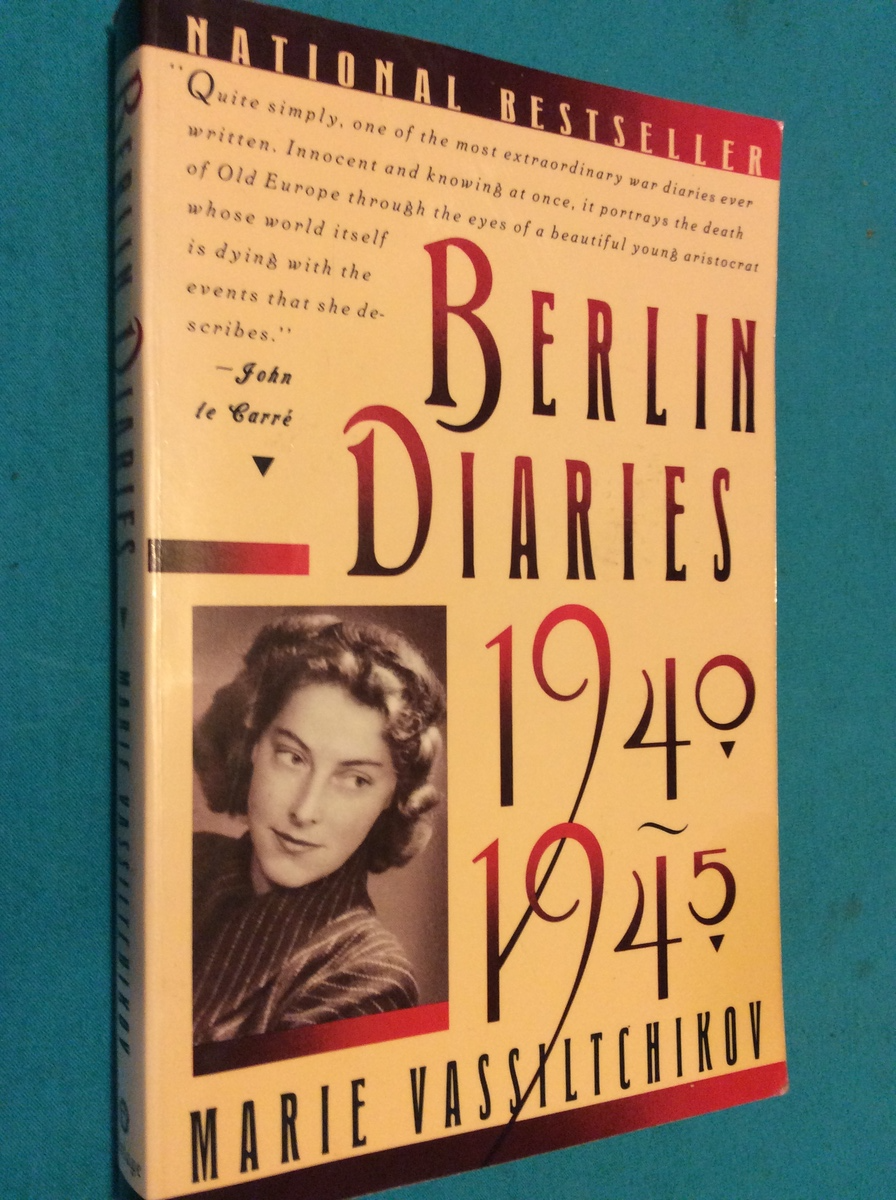 NATIONAL BESTSELLER
"Quite simply, one of the most extraordinary war diaries ever
written. Innocent and knowing at once, it portrays the death
of Old Europe through the eyes of a beautiful young aristocrat
whose world itself
is dying with the
events that she de-
scribes."
—John
le Carré
BERLIN
DIARIES
1940
~
1945
MARIE VASSILTCHIKOV
BERLIN DIARIES MARIE VASSILTCHIKOV